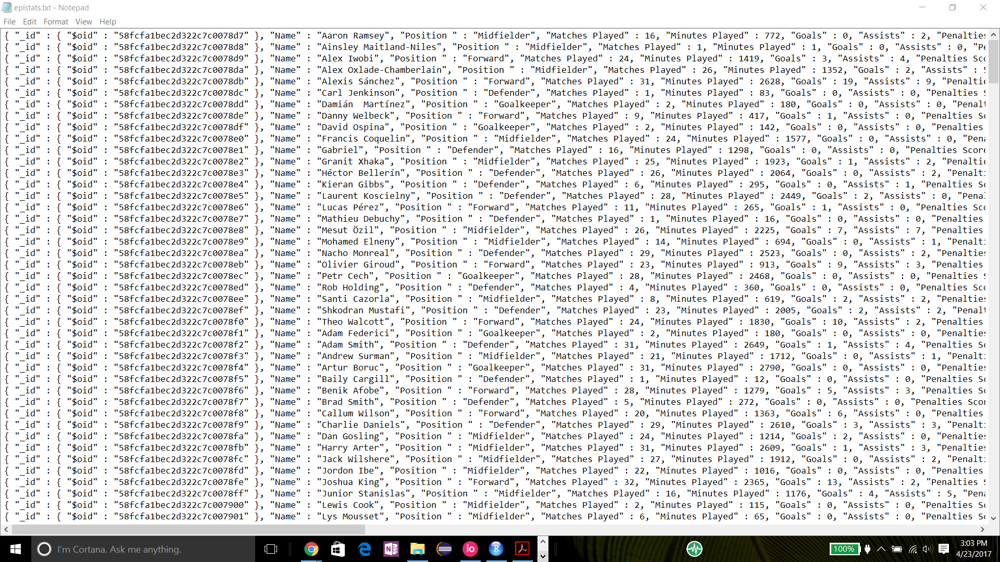 eplstats.txt - Notepad
File Edit Format View Help
{ "_id" : { "$oid" : "58fcfa1bec2d322c7c0078d7" }, "Name" : "Aaron Ramsey", "Position " : "Midfielder", "Matches Played" : 16, "Minutes Played" : 772, "Goals" : 0, "Assists" : 2, "Penalties
{ "_id" : { "$oid" : "58fcfa1bec2d322c7c0078d8" }, "Name" : "Ainsley Maitland-Niles", "Position " : "Midfielder", "Matches Played" : 1, "Minutes Played" : 1, "Goals" : 0, "Assists" : 0, "Pe
{ "_id" : { "$oid" : "58fcfa1bec2d322c7c0078d9" }, "Name" : "Alex Iwobi", "Position " : "Forward", "Matches Played" : 24, "Minutes Played" : 1419, "Goals" : 3, "Assists" : 4, "Penalties Sco
{ "_id" : { "$oid" : "58fcfa1bec2d322c7c0078da" }, "Name" : "Alex Oxlade-Chamberlain", "Position " : "Midfielder", "Matches Played" : 26, "Minutes Played" : 1352, "Goals" : 2, "Assists" : 5
{ "_id" : { "$oid" : "58fcfa1bec2d322c7c0078db" }, "Name" : "Alexis Sánchez", "Position " : "Forward", "Matches Played" : 31, "Minutes Played" : 2628, "Goals" : 19, "Assists" : 9, "Penaltie
{ "_id" : { "$oid" : "58fcfa1bec2d322c7c0078dc" }, "Name" : "Carl Jenkinson", "Position " : "Defender", "Matches Played" : 1, "Minutes Played" : 83, "Goals" : 0, "Assists" : 0, "Penalties S
{ "_id" : { "$oid" : "58fcfa1bec2d322c7c0078dd" }, "Name" : "Damián  Martínez", "Position " : "Goalkeeper", "Matches Played" : 2, "Minutes Played" : 180, "Goals" : 0, "Assists" : 0, "Penalt
{ "_id" : { "$oid" : "58fcfa1bec2d322c7c0078de" }, "Name" : "Danny Welbeck", "Position " : "Forward", "Matches Played" : 9, "Minutes Played" : 417, "Goals" : 1, "Assists" : 0, "Penalties Sc
{ "_id" : { "$oid" : "58fcfa1bec2d322c7c0078df" }, "Name" : "David Ospina", "Position " : "Goalkeeper", "Matches Played" : 2, "Minutes Played" : 142, "Goals" : 0, "Assists" : 0, "Penalties
{ "_id" : { "$oid" : "58fcfa1bec2d322c7c0078e0" }, "Name" : "Francis Coquelin", "Position " : "Midfielder", "Matches Played" : 24, "Minutes Played" : 1577, "Goals" : 0, "Assists" : 0, "Pena
{ "_id" : { "$oid" : "58fcfa1bec2d322c7c0078e1" }, "Name" : "Gabriel", "Position " : "Defender", "Matches Played" : 16, "Minutes Played" : 1298, "Goals" : 0, "Assists" : 0, "Penalties Score
{ "_id" : { "$oid" : "58fcfa1bec2d322c7c0078e2" }, "Name" : "Granit Xhaka", "Position " : "Midfielder", "Matches Played" : 25, "Minutes Played" : 1923, "Goals" : 1, "Assists" : 2, "Penaltie
{ "_id" : { "$oid" : "58fcfa1bec2d322c7c0078e3" }, "Name" : "Héctor Bellerín", "Position " : "Defender", "Matches Played" : 26, "Minutes Played" : 2064, "Goals" : 0, "Assists" : 2, "Penalti
{ "_id" : { "$oid" : "58fcfa1bec2d322c7c0078e4" }, "Name" : "Kieran Gibbs", "Position " : "Defender", "Matches Played" : 6, "Minutes Played" : 295, "Goals" : 0, "Assists" : 1, "Penalties Sc
{ "_id" : { "$oid" : "58fcfa1bec2d322c7c0078e5" }, "Name" : "Laurent Koscielny", "Position " : "Defender", "Matches Played" : 28, "Minutes Played" : 2449, "Goals" : 2, "Assists" : 0, "Penal
{ "_id" : { "$oid" : "58fcfa1bec2d322c7c0078e6" }, "Name" : "Lucas Pérez", "Position " : "Forward", "Matches Played" : 11, "Minutes Played" : 265, "Goals" : 1, "Assists" : 0, "Penalties Sco
{ "_id" : { "$oid" : "58fcfa1bec2d322c7c0078e7" }, "Name" : "Mathieu Debuchy", "Position " : "Defender", "Matches Played" : 1, "Minutes Played" : 16, "Goals" : 0, "Assists" : 0, "Penalties
{ "_id" : { "$oid" : "58fcfa1bec2d322c7c0078e8" }, "Name" : "Mesut Özil", "Position " : "Midfielder", "Matches Played" : 26, "Minutes Played" : 2225, "Goals" : 7, "Assists" : 7, "Penalties
{ "_id" : { "$oid" : "58fcfa1bec2d322c7c0078e9" }, "Name" : "Mohamed Elneny", "Position " : "Midfielder", "Matches Played" : 14, "Minutes Played" : 694, "Goals" : 0, "Assists" : 1, "Penalti
{ "_id" : { "$oid" : "58fcfa1bec2d322c7c0078ea" }, "Name" : "Nacho Monreal", "Position " : "Defender", "Matches Played" : 29, "Minutes Played" : 2523, "Goals" : 0, "Assists" : 2, "Penalties
{ "_id" : { "$oid" : "58fcfa1bec2d322c7c0078eb" }, "Name" : "Olivier Giroud", "Position " : "Forward", "Matches Played" : 23, "Minutes Played" : 913, "Goals" : 9, "Assists" : 3, "Penalties
{ "_id" : { "$oid" : "58fcfa1bec2d322c7c0078ec" }, "Name" : "Petr Cech", "Position " : "Goalkeeper", "Matches Played" : 28, "Minutes Played" : 2468, "Goals" : 0, "Assists" : 0, "Penalties S
{ "_id" : { "$oid" : "58fcfa1bec2d322c7c0078ed" }, "Name" : "Rob Holding", "Position " : "Defender", "Matches Played" : 4, "Minutes Played" : 360, "Goals" : 0, "Assists" : 0, "Penalties Sco
{ "_id" : { "$oid" : "58fcfa1bec2d322c7c0078ee" }, "Name" : "Santi Cazorla", "Position " : "Midfielder", "Matches Played" : 8, "Minutes Played" : 619, "Goals" : 2, "Assists" : 2, "Penalties
{ "_id" : { "$oid" : "58fcfa1bec2d322c7c0078ef" }, "Name" : "Shkodran Mustafi", "Position " : "Defender", "Matches Played" : 23, "Minutes Played" : 2005, "Goals" : 2, "Assists" : 2, "Penalt
{ "_id" : { "$oid" : "58fcfa1bec2d322c7c0078f0" }, "Name" : "Theo Walcott", "Position " : "Forward", "Matches Played" : 24, "Minutes Played" : 1830, "Goals" : 10, "Assists" : 2, "Penalties
{ "_id" : { "$oid" : "58fcfa1bec2d322c7c0078f1" }, "Name" : "Adam Federici", "Position " : "Goalkeeper", "Matches Played" : 2, "Minutes Played" : 180, "Goals" : 0, "Assists" : 0, "Penalties
{ "_id" : { "$oid" : "58fcfa1bec2d322c7c0078f2" }, "Name" : "Adam Smith", "Position " : "Defender", "Matches Played" : 31, "Minutes Played" : 2649, "Goals" : 1, "Assists" : 4, "Penalties Sc
{ "_id" : { "$oid" : "58fcfa1bec2d322c7c0078f3" }, "Name" : "Andrew Surman", "Position " : "Midfielder", "Matches Played" : 21, "Minutes Played" : 1712, "Goals" : 0, "Assists" : 1, "Penalti
{ "_id" : { "$oid" : "58fcfa1bec2d322c7c0078f4" }, "Name" : "Artur Boruc", "Position " : "Goalkeeper", "Matches Played" : 31, "Minutes Played" : 2790, "Goals" : 0, "Assists" : 0, "Penalties
{ "_id" : { "$oid" : "58fcfa1bec2d322c7c0078f5" }, "Name" : "Baily Cargill", "Position " : "Defender", "Matches Played" : 1, "Minutes Played" : 12, "Goals" : 0, "Assists" : 0, "Penalties Sc
{ "_id" : { "$oid" : "58fcfa1bec2d322c7c0078f6" }, "Name" : "Benik Afobe", "Position " : "Forward", "Matches Played" : 28, "Minutes Played" : 1279, "Goals" : 5, "Assists" : 3, "Penalties Sc
{ "_id" : { "$oid" : "58fcfa1bec2d322c7c0078f7" }, "Name" : "Brad Smith", "Position " : "Defender", "Matches Played" : 5, "Minutes Played" : 272, "Goals" : 0, "Assists" : 0, "Penalties Scor
{ "_id" : { "$oid" : "58fcfa1bec2d322c7c0078f8" }, "Name" : "Callum Wilson", "Position " : "Forward", "Matches Played" : 20, "Minutes Played" : 1363, "Goals" : 6, "Assists" : 0, "Penalties
{ "_id" : { "$oid" : "58fcfa1bec2d322c7c0078f9" }, "Name" : "Charlie Daniels", "Position " : "Defender", "Matches Played" : 29, "Minutes Played" : 2610, "Goals" : 3, "Assists" : 3, "Penalti
{ "_id" : { "$oid" : "58fcfa1bec2d322c7c0078fa" }, "Name" : "Dan Gosling", "Position " : "Midfielder", "Matches Played" : 24, "Minutes Played" : 1214, "Goals" : 2, "Assists" : 0, "Penalties
{ "_id" : { "$oid" : "58fcfa1bec2d322c7c0078fb" }, "Name" : "Harry Arter", "Position " : "Midfielder", "Matches Played" : 31, "Minutes Played" : 2609, "Goals" : 1, "Assists" : 3, "Penalties
{ "_id" : { "$oid" : "58fcfa1bec2d322c7c0078fc" }, "Name" : "Jack Wilshere", "Position " : "Midfielder", "Matches Played" : 27, "Minutes Played" : 1912, "Goals" : 0, "Assists" : 2, "Penalti
{ "_id" : { "$oid" : "58fcfa1bec2d322c7c0078fd" }, "Name" : "Jordon Ibe", "Position " : "Midfielder", "Matches Played" : 22, "Minutes Played" : 1016, "Goals" : 0, "Assists" : 0, "Penalties
{ "_id" : { "$oid" : "58fcfa1bec2d322c7c0078fe" }, "Name" : "Joshua King", "Position " : "Forward", "Matches Played" : 32, "Minutes Played" : 2365, "Goals" : 13, "Assists" : 2, "Penalties S
{ "_id" : { "$oid" : "58fcfa1bec2d322c7c0078ff" }, "Name" : "Junior Stanislas", "Position " : "Midfielder", "Matches Played" : 16, "Minutes Played" : 1176, "Goals" : 4, "Assists" : 5, "Pena
{ "_id" : { "$oid" : "58fcfa1bec2d322c7c007900" }, "Name" : "Lewis Cook", "Position " : "Midfielder", "Matches Played" : 2, "Minutes Played" : 115, "Goals" : 0, "Assists" : 0, "Penalties Sc
{ "_id" : { "$oid" : "58fcfa1bec2d322c7c007901" }, "Name" : "Lys Mousset", "Position " : "Midfielder", "Matches Played" : 6, "Minutes Played" : 65, "Goals" : 0, "Assists" : 0, "Penalties Sc
I'm Cortana. Ask me anything.
N
io
R
100%
3:03 PM
4/23/2017